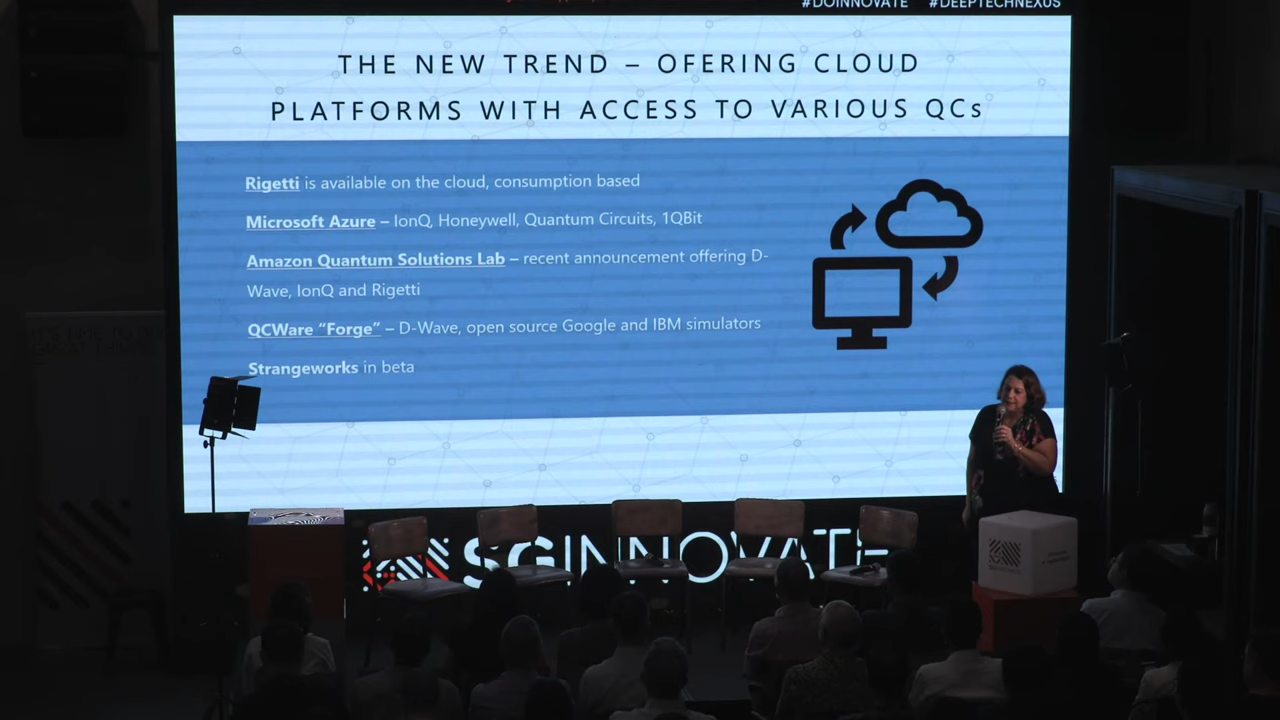 #DOINNOVATE #DEEPTECHNEXUS
THE NEW TREND – OFERING CLOUD
PLATFORMS WITH ACCESS TO VARIOUS QCs
Rigetti is available on the cloud, consumption based
Microsoft Azure – IonQ, Honeywell, Quantum Circuits, 1QBit
Amazon Quantum Solutions Lab – recent announcement offering D-
Wave, IonQ and Rigetti
QCWare “Forge” – D-Wave, open source Google and IBM simulators
Strangeworks in beta
SGINNOVATE